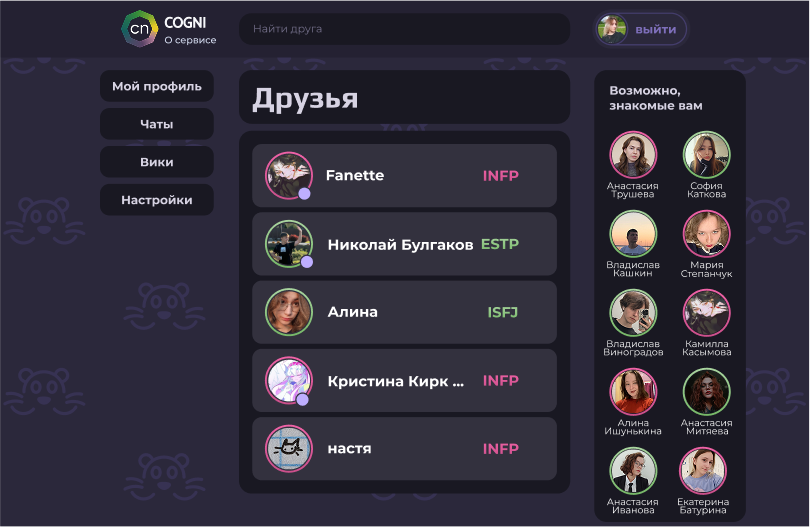 cn
COGNI
О сервисе
Найти друга
выйти
Мой профиль
Чаты
Вики
Настройки
Друзья
Fanette
INFP
Николай Булгаков
ESTP
Алина
ISFJ
Кристина Кирк ...
INFP
настя
INFP
Возможно,
знакомые вам
Анастасия
Трушева
София
Каткова
Владислав
Кашкин
Мария
Степанчук
Владислав
Виноградов
Камилла
Касымова
Алина
Ишунькина
Анастасия
Митяева
Анастасия
Иванова
Екатерина
Батурина